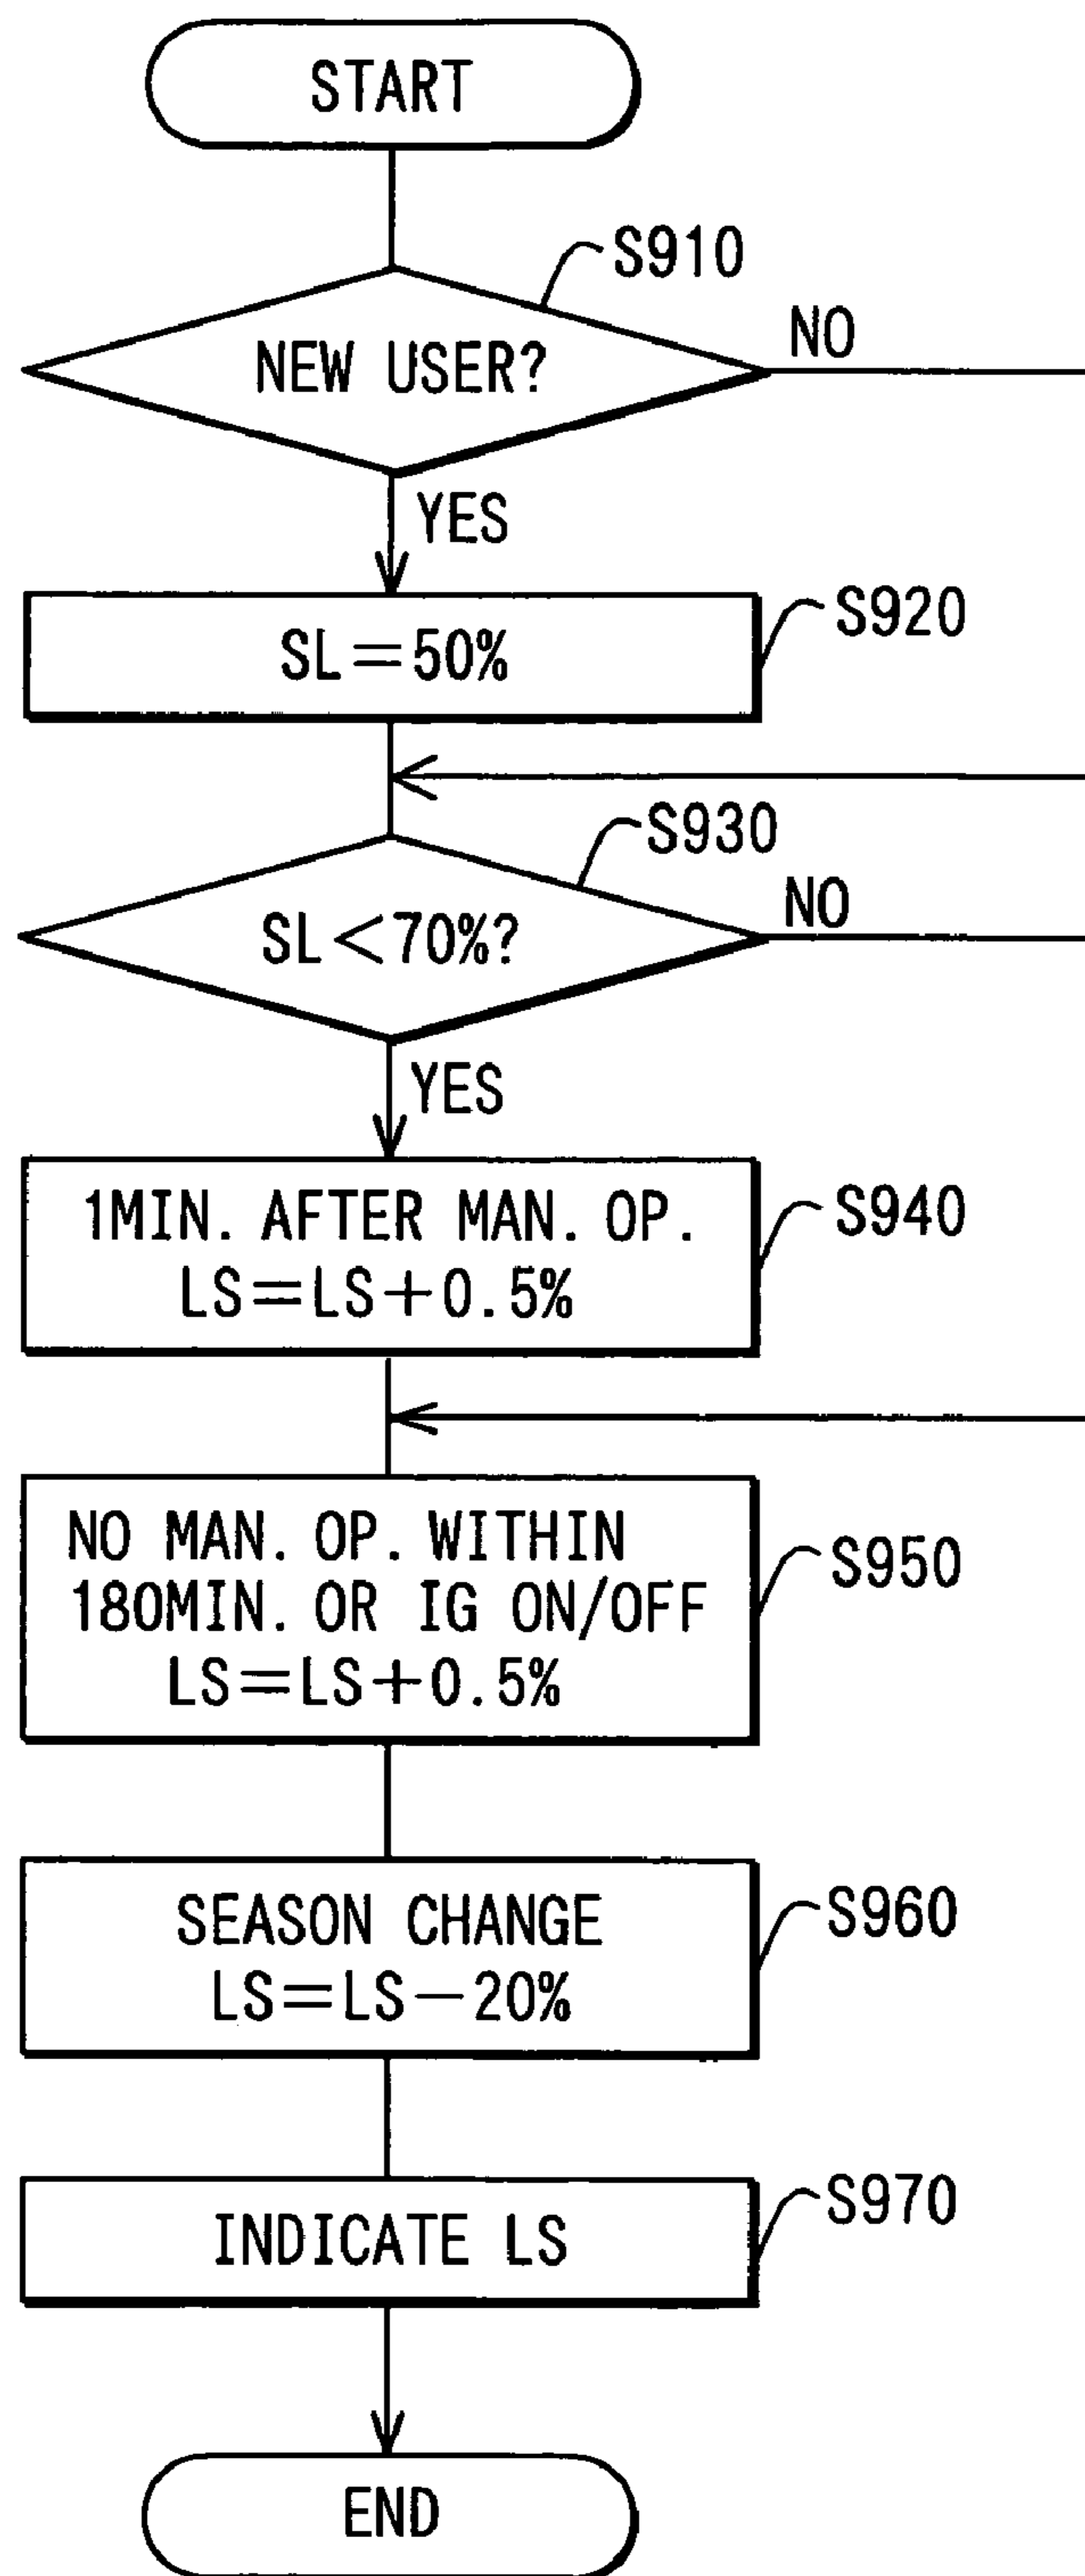 START
S910
NEW USER?
NO
YES
S920
SL=50%
S930
SL<70%?
NO
YES
1MIN. AFTER MAN. OP.
LS=LS+0.5%
S940
NO MAN. OP. WITHIN
180MIN. OR IG ON/OFF
LS=LS+0.5%
S950
SEASON CHANGE
LS=LS-20%
S960
INDICATE LS
S970
END